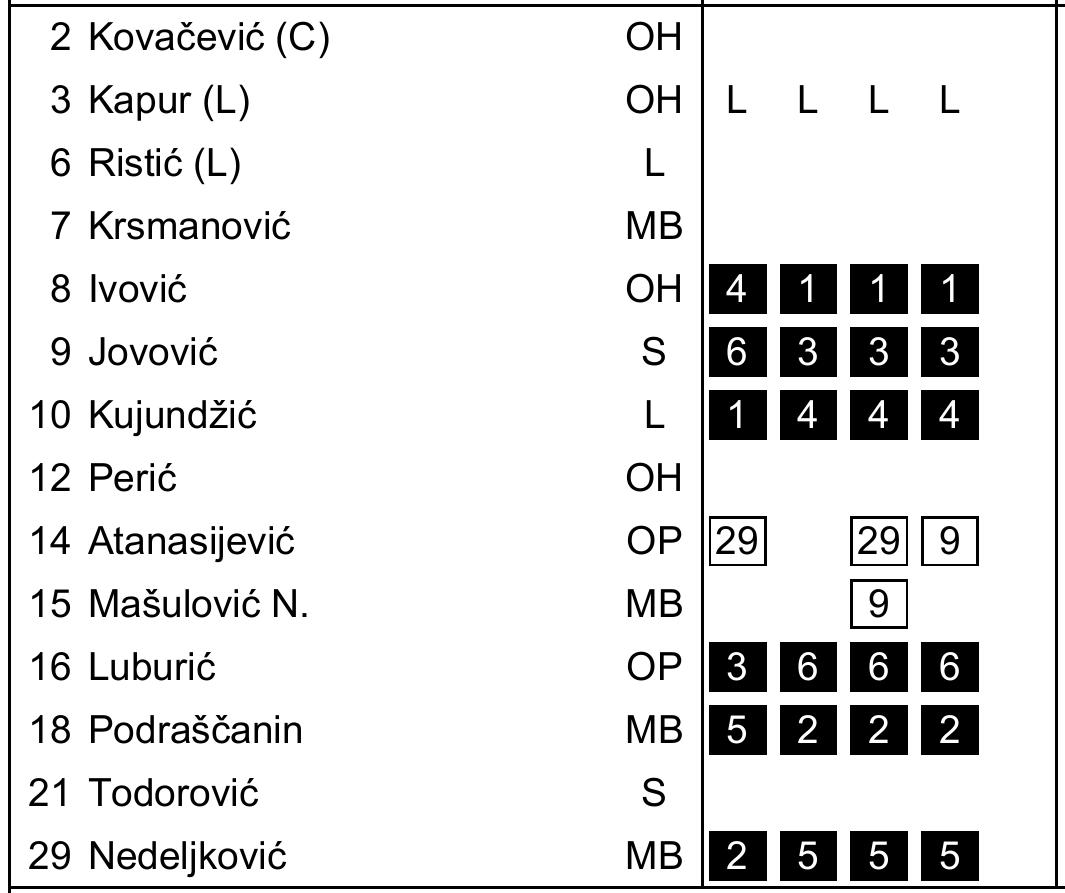 2 Kovačević (C) OH
3 Kapur (L) OH L L L L
6 Ristić (L) L
7 Krsmanović MB
8 Ivović OH 4 1 1 1
9 Jovović S 6 3 3 3
10 Kujundžić L 1 4 4 4
12 Perić OH
14 Atanasijević OP 29 29 9
15 Mašulović N. MB 9
16 Luburić OP 3 6 6 6
18 Podraščanin MB 5 2 2 2
21 Todorović S
29 Nedeljković MB 2 5 5 5